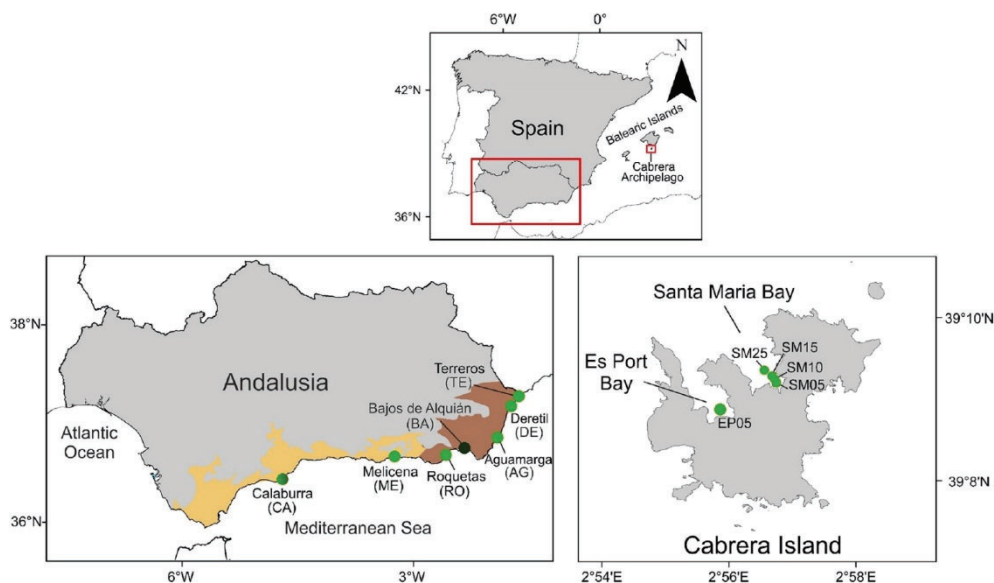 6°W
0°
N
42°N
Spain
Balearic Islands
Cabrera
Archipelago
36°N
38°N
Andalusia
Terreros
(TE)
Bajos de Alquián
(BA)
Deretil
(DE)
Atlantic
Ocean
Aguamarga
(AG)
Melicena
(ME)
Roquetas
(RO)
Calaburra
(CA)
36°N
Mediterranean Sea
6°W
3°W
Santa Maria Bay
39°10'N
SM15
SM25
SM10
SM05
Es Port
Bay
EP05
39°8'N
Cabrera Island
2°54'E
2°56'E
2°58'E